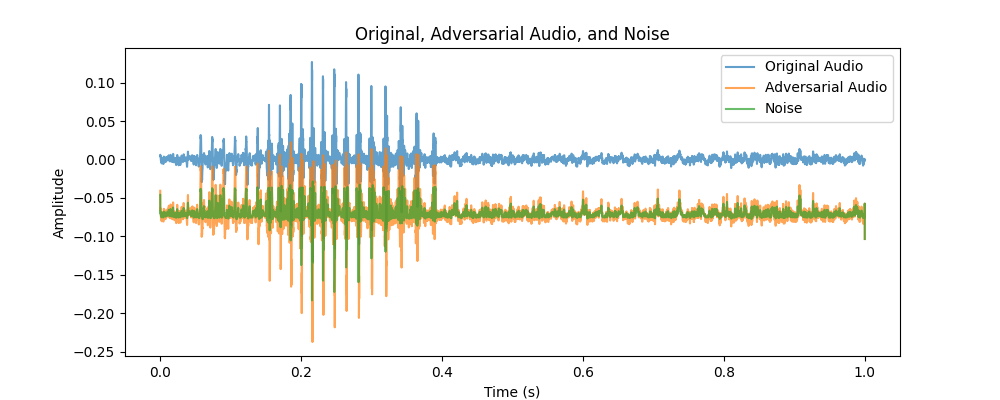 Original, Adversarial Audio, and Noise
Original Audio
Adversarial Audio
Noise
0.10
0.05
0.00
−0.05
−0.10
−0.15
−0.20
−0.25
Amplitude
0.0
0.2
0.4
0.6
0.8
1.0
Time (s)